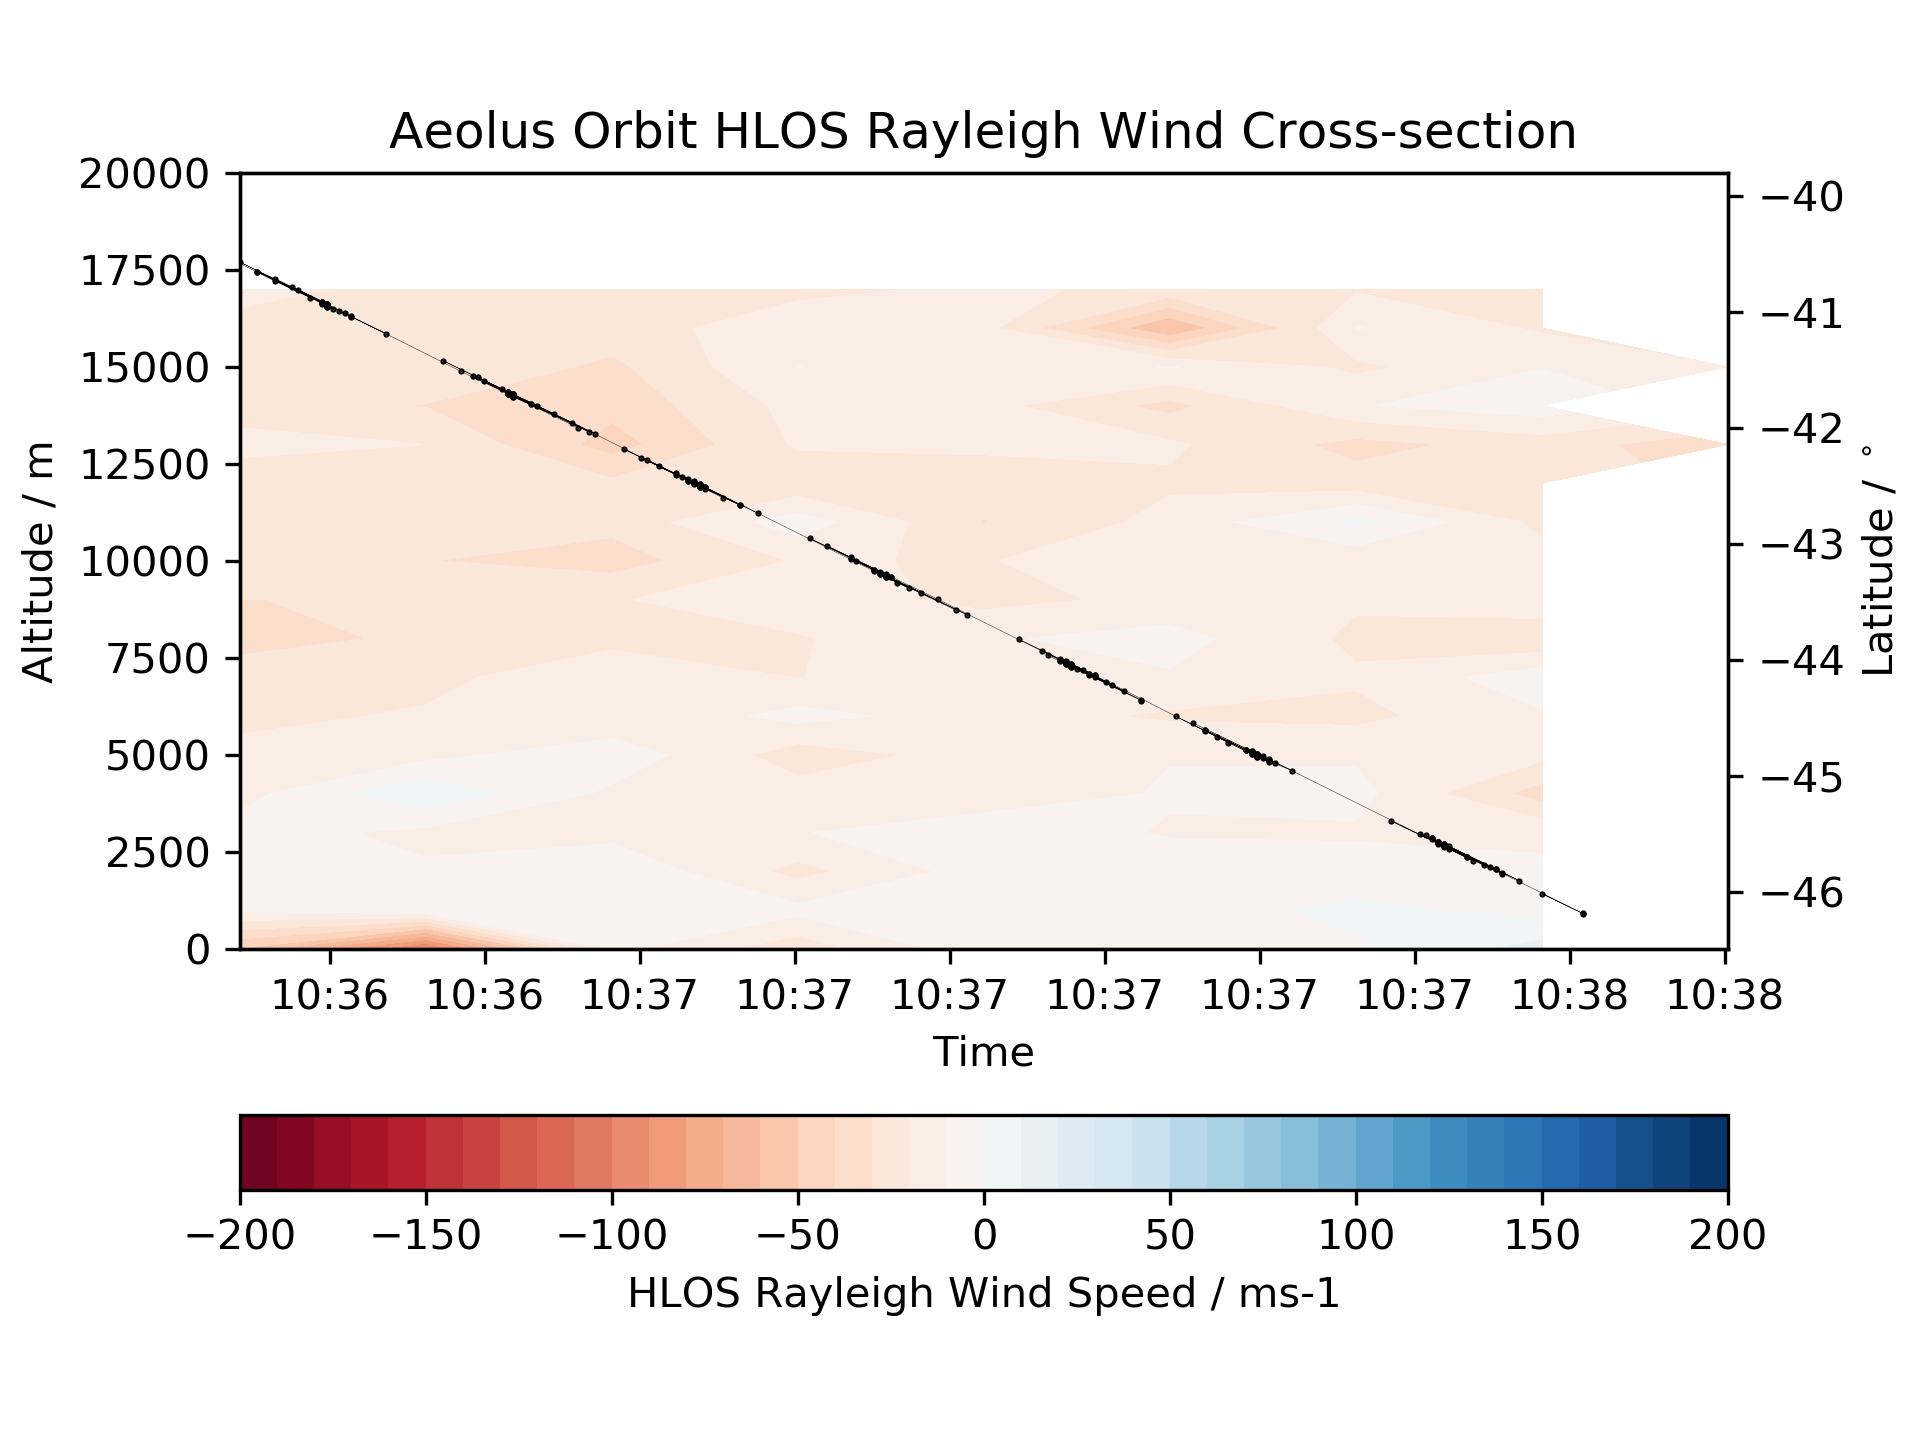 Aeolus Orbit HLOS Rayleigh Wind Cross-section
20000
17500
15000
12500
10000
7500
5000
2500
0
Altitude / m
−40
−41
−42
−43
−44
−45
−46
Latitude / °
10:36 10:36 10:37 10:37 10:37 10:37 10:37 10:37 10:38 10:38
Time
−200 −150 −100 −50 0 50 100 150 200
HLOS Rayleigh Wind Speed / ms-1